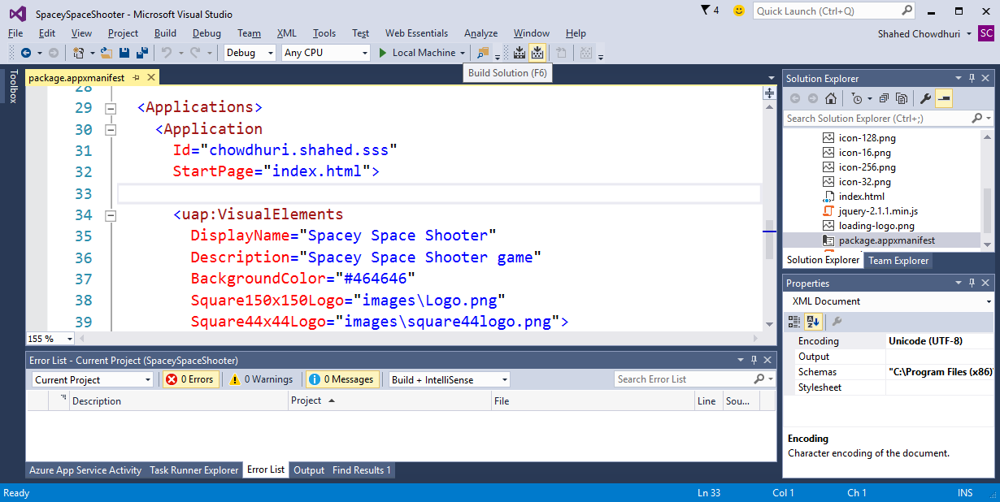 SpaceySpaceShooter - Microsoft Visual Studio
4
Quick Launch (Ctrl+Q)
File Edit View Project Build Debug Team XML Tools Test Web Essentials Analyze Window Help
Shahed Chowdhuri SC
Debug Any CPU Local Machine
Build Solution (F6)
Toolbox
package.appxmanifest
28
29 <Applications>
30 <Application
31 Id="chowdhuri.shahed.sss"
32 StartPage="index.html">
33
34 <uap:VisualElements
35 DisplayName="Spacey Space Shooter"
36 Description="Spacey Space Shooter game"
37 BackgroundColor="#464646"
38 Square150x150Logo="images\Logo.png"
39 Square44x44Logo="images\square44logo.png">
155 %
Solution Explorer
Search Solution Explorer (Ctrl+;)
icon-128.png
icon-16.png
icon-256.png
icon-32.png
index.html
jquery-2.1.1.min.js
loading-logo.png
package.appxmanifest
Solution Explorer Team Explorer
Properties
XML Document
Encoding Unicode (UTF-8)
Output
Schemas "C:\Program Files (x86)
Stylesheet
Encoding
Character encoding of the document.
Error List - Current Project (SpaceySpaceShooter)
Current Project 0 Errors 0 Warnings 0 Messages Build + IntelliSense Search Error List
Description Project File Line Sou...
Azure App Service Activity Task Runner Explorer Error List Output Find Results 1
Ready Ln 33 Col 1 Ch 1 INS